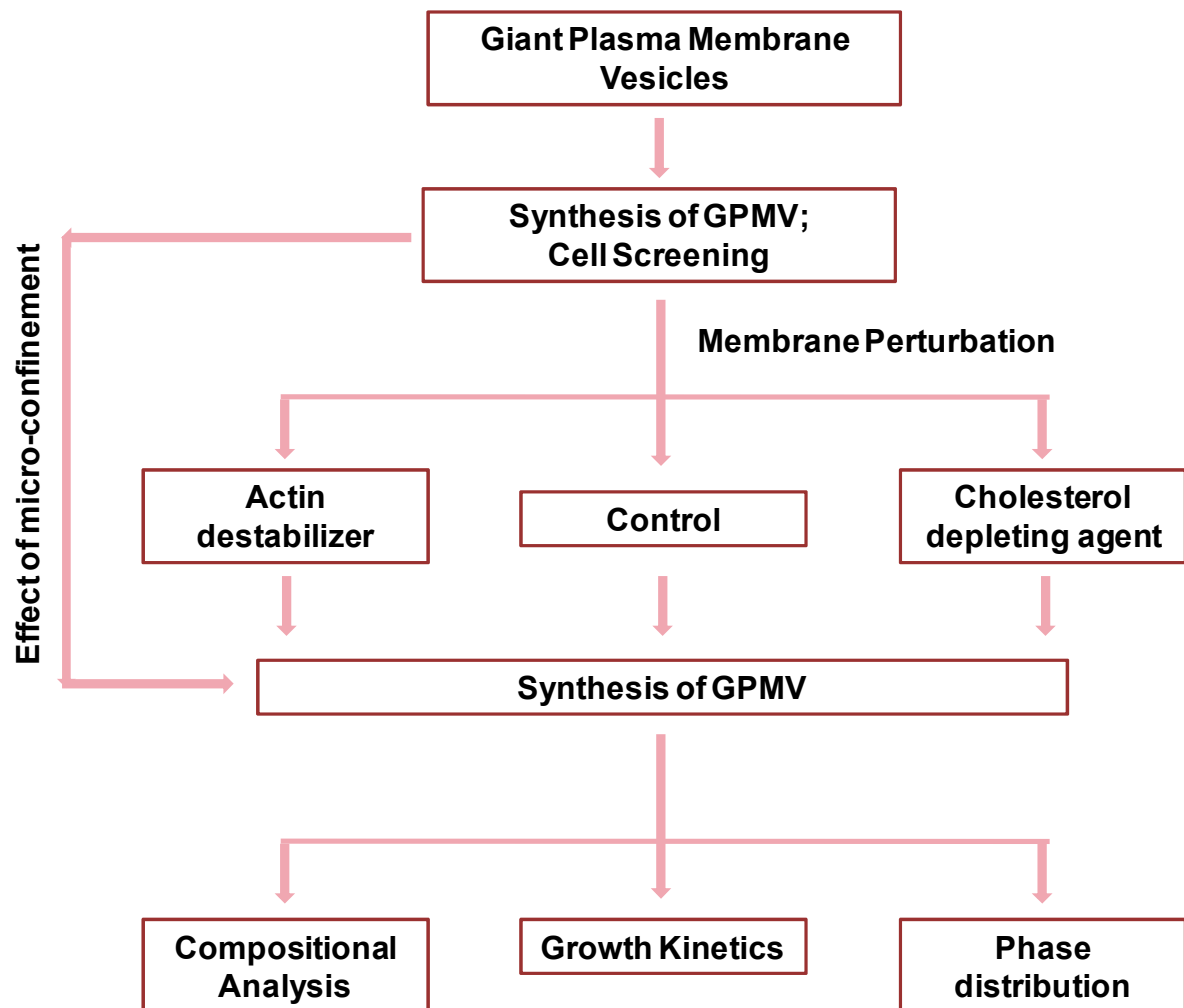 Giant Plasma Membrane
Vesicles
Synthesis of GPMV;
Cell Screening
Effect of micro-confinement
Membrane Perturbation
Actin
destabilizer
Control
Cholesterol
depleting agent
Synthesis of GPMV
Compositional
Analysis
Growth Kinetics
Phase
distribution